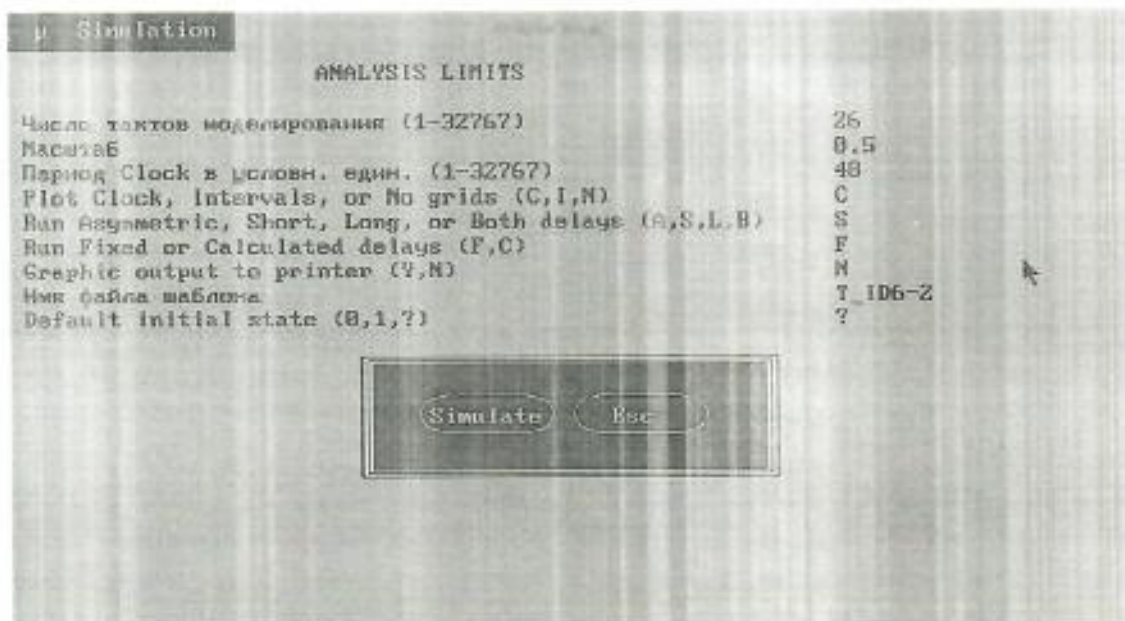 µ Simulation
ANALYSIS LIMITS
Число тактов моделирования (1-32767) 26
Масштаб 0.5
Период Clock в условн. един. (1-32767) 48
Plot Clock, Intervals, or No grids (C,I,N) C
Run Asymmetric, Short, Long, or Both delays (A,S,L,B) S
Run Fixed or Calculated delays (F,C) F
Graphic output to printer (Y,N) N
Имя файла шаблона T_ID6-Z
Default initial state (0,1,?) ?
Simulate Esc